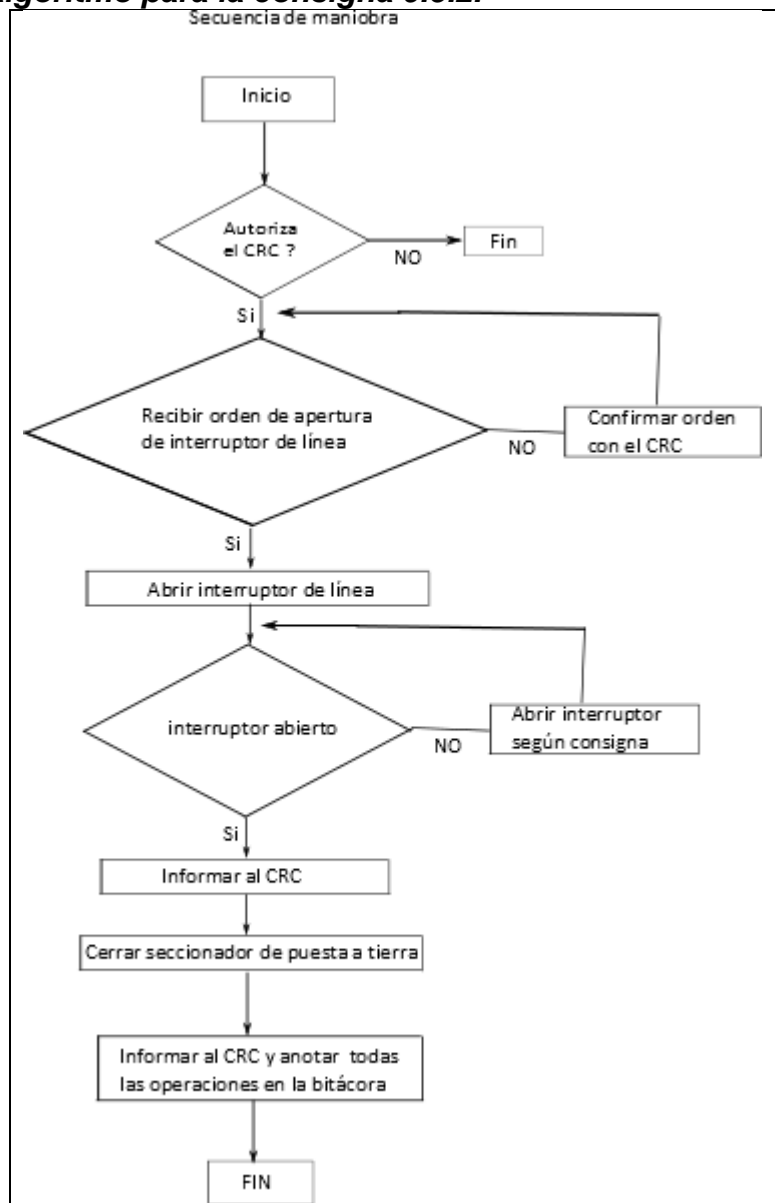 algoritmo para la consigna
Secuencia de maniobra
Inicio
Autoriza
el CRC ?
NO
Fin
Si
Recibir orden de apertura
de interruptor de línea
NO
Confirmar orden
con el CRC
Si
Abrir interruptor de línea
interruptor abierto
NO
Abrir interruptor
según consigna
Si
Informar al CRC
Cerrar seccionador de puesta a tierra
Informar al CRC y anotar todas
las operaciones en la bitácora
FIN